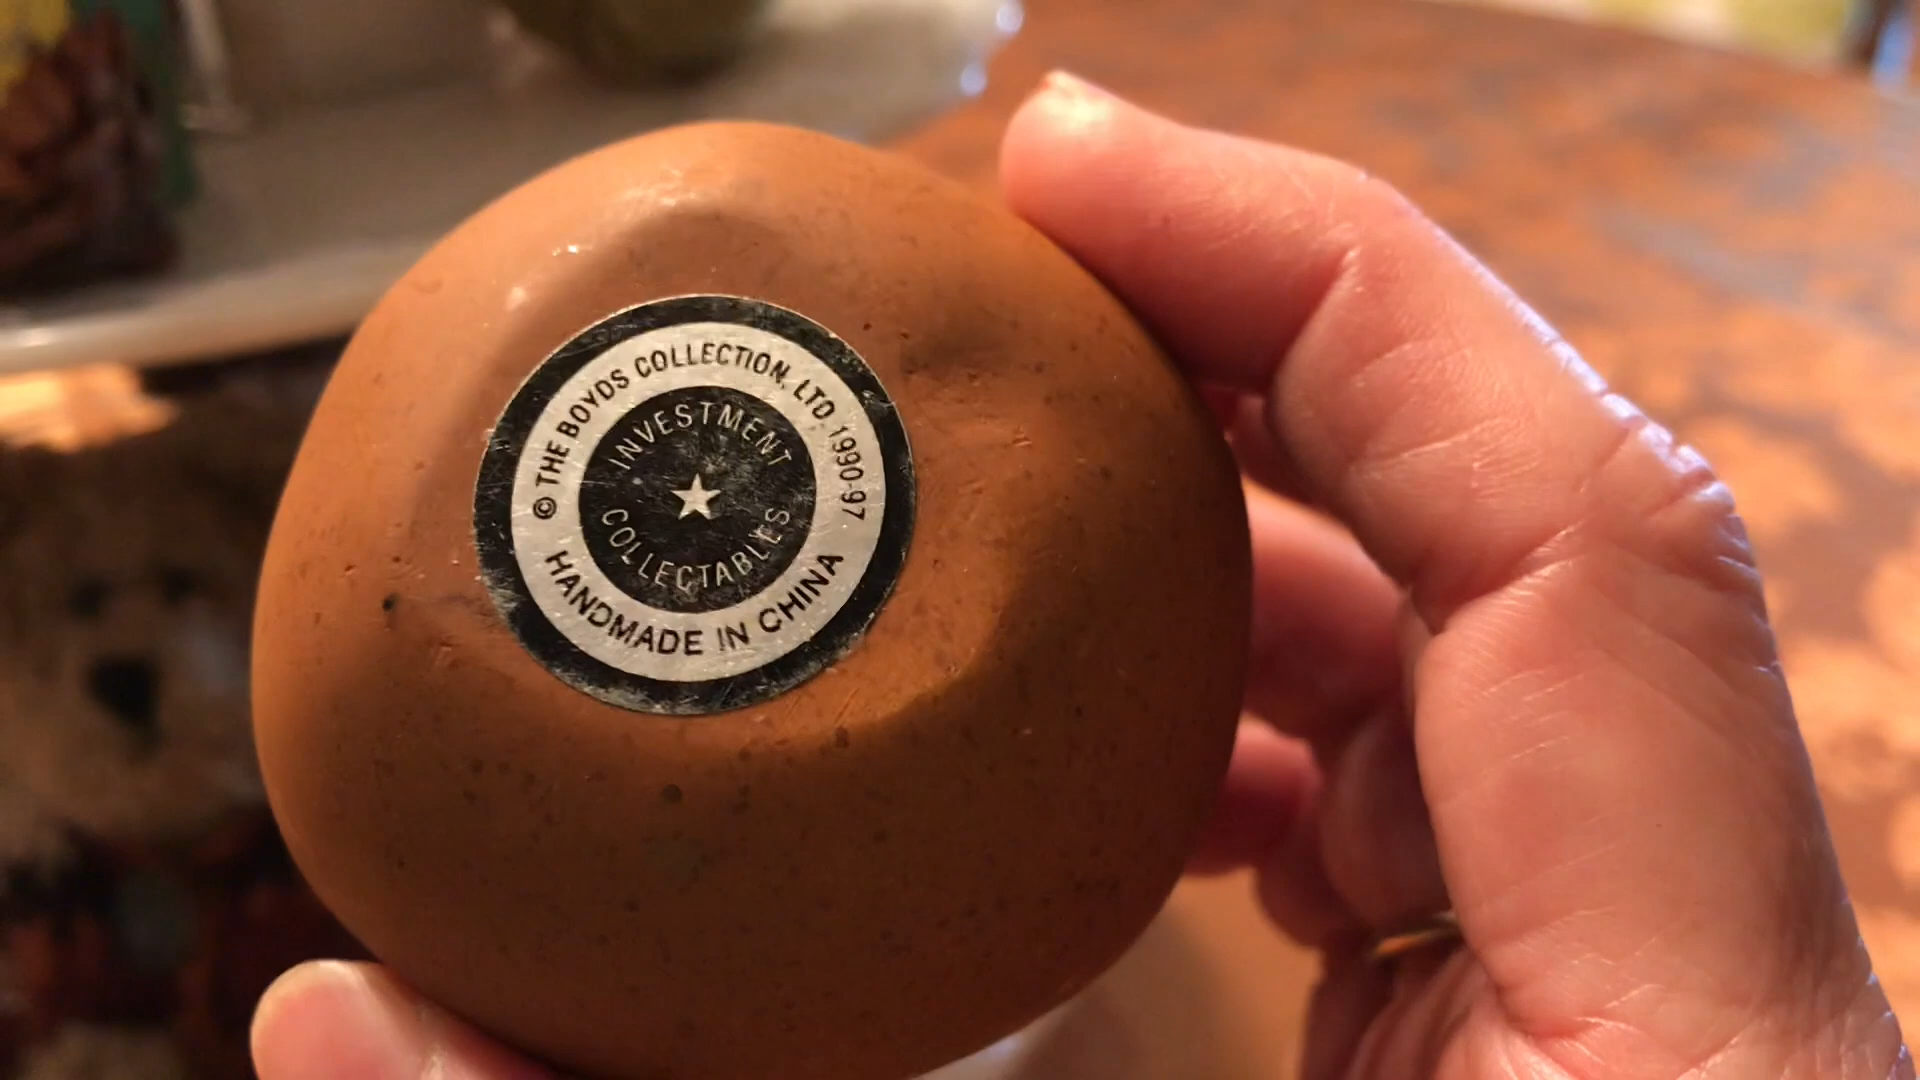 © THE BOYDS COLLECTION, LTD. 1990-97
INVESTMENT
COLLECTABLES
HANDMADE IN CHINA